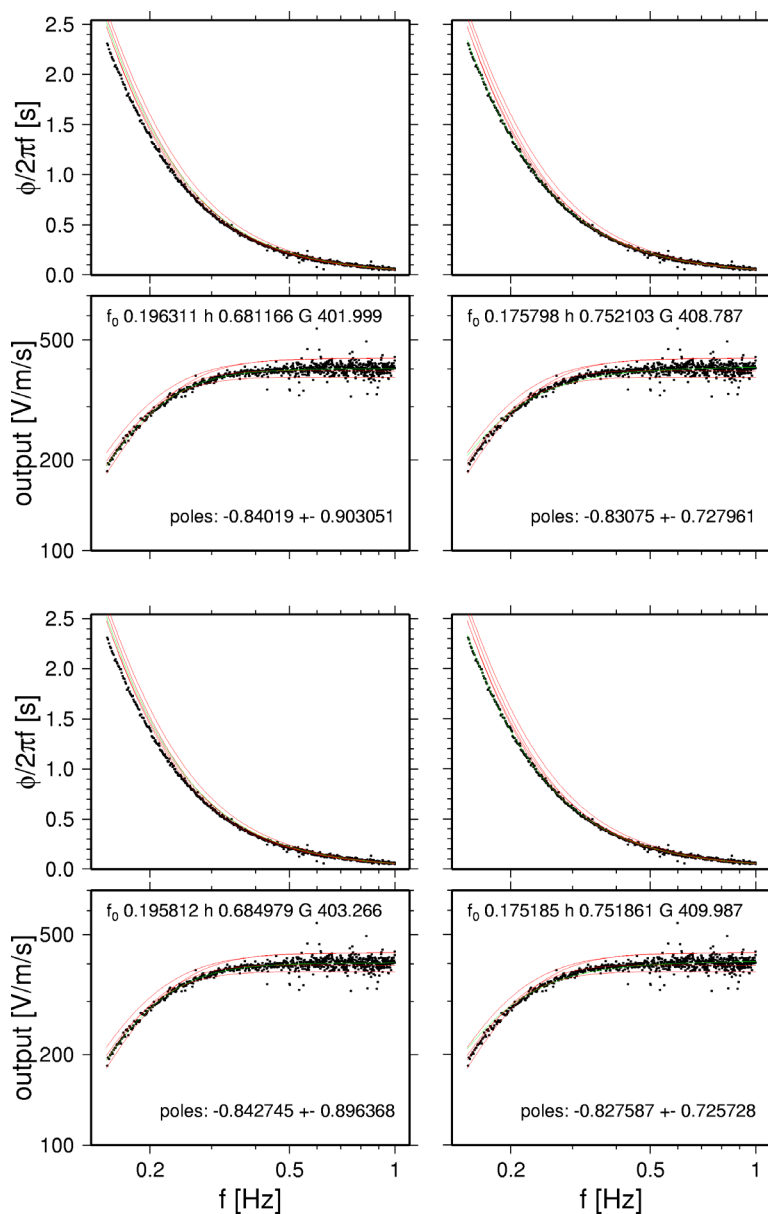 2.5
2.0
1.5
1.0
0.5
0.0
ϕ/2πf [s]
500
200
100
output [V/m/s]
f0 0.196311 h 0.681166 G 401.999
poles: -0.84019 +- 0.903051
f0 0.175798 h 0.752103 G 408.787
poles: -0.83075 +- 0.727961
2.5
2.0
1.5
1.0
0.5
0.0
ϕ/2πf [s]
500
200
100
output [V/m/s]
f0 0.195812 h 0.684979 G 403.266
poles: -0.842745 +- 0.896368
f0 0.175185 h 0.751861 G 409.987
poles: -0.827587 +- 0.725728
0.2 0.5 1
f [Hz]
0.2 0.5 1
f [Hz]